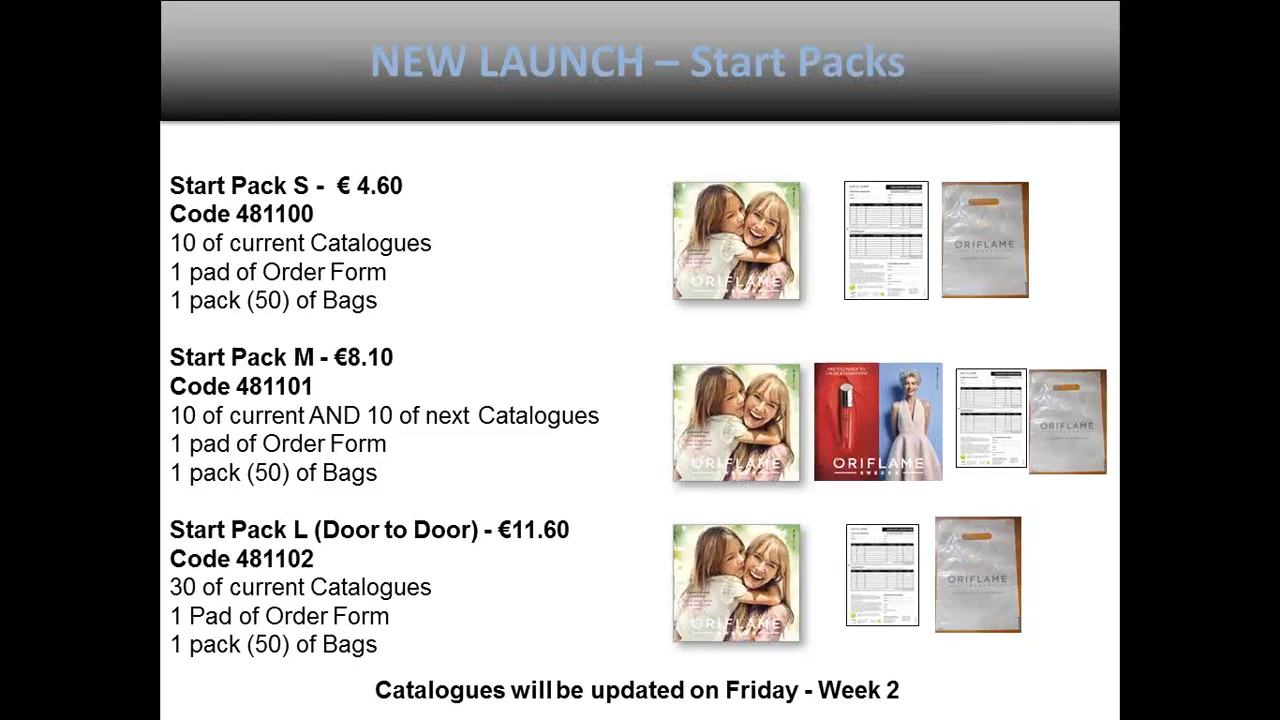 NEW LAUNCH – Start Packs
Start Pack S -  € 4.60
Code 481100
10 of current Catalogues
1 pad of Order Form
1 pack (50) of Bags
ORIFLAME
ORIFLAME
Start Pack M - €8.10
Code 481101
10 of current AND 10 of next Catalogues
1 pad of Order Form
1 pack (50) of Bags
ORIFLAME
ORIFLAME
SWEDEN
ORIFLAME
Start Pack L (Door to Door) - €11.60
Code 481102
30 of current Catalogues
1 Pad of Order Form
1 pack (50) of Bags
ORIFLAME
ORIFLAME
Catalogues will be updated on Friday - Week 2